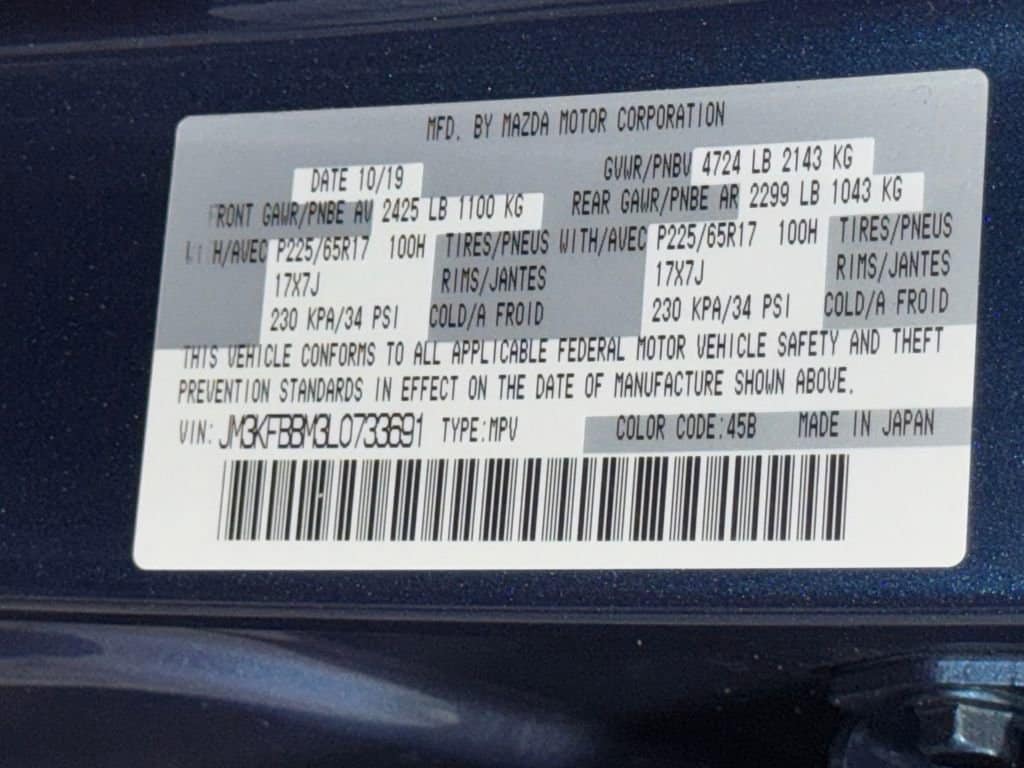 MFD. BY MAZDA MOTOR CORPORATION
DATE 10/19 GVWR/PNBV 4724 LB 2143 KG
FRONT GAWR/PNBE AV 2425 LB 1100 KG REAR GAWR/PNBE AR 2299 LB 1043 KG
WITH/AVEC P225/65R17 100H TIRES/PNEUS WITH/AVEC P225/65R17 100H TIRES/PNEUS
17X7J RIMS/JANTES 17X7J RIMS/JANTES
230 KPA/34 PSI COLD/A FROID 230 KPA/34 PSI COLD/A FROID
THIS VEHICLE CONFORMS TO ALL APPLICABLE FEDERAL MOTOR VEHICLE SAFETY AND THEFT
PREVENTION STANDARDS IN EFFECT ON THE DATE OF MANUFACTURE SHOWN ABOVE.
VIN: JM3KFBBM3L0733691 TYPE:MPV COLOR CODE:45B MADE IN JAPAN